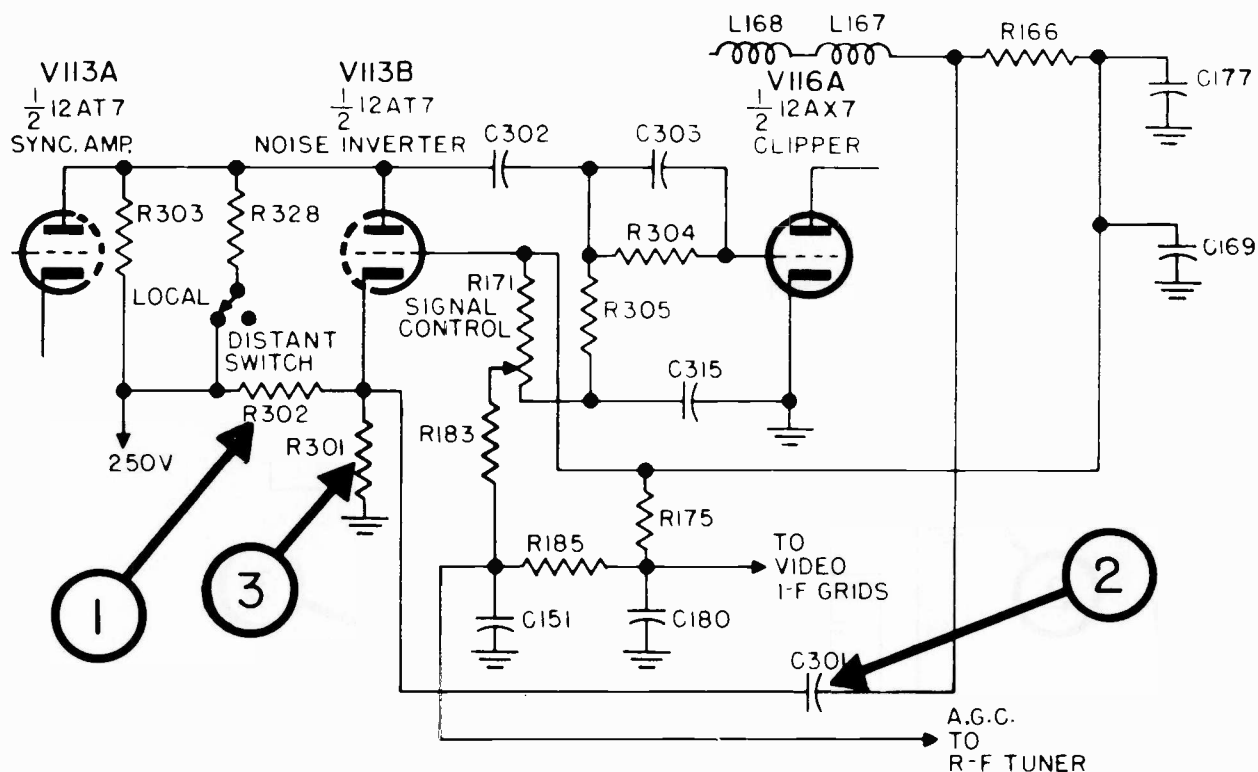 L168
L167
R166
C177
V113A
1/2 12AT7
SYNC. AMP.
V113B
1/2 12AT7
NOISE INVERTER
V116A
1/2 12AX7
CLIPPER
C302
C303
R303
R328
R304
C169
R171
SIGNAL
CONTROL
R305
LOCAL
DISTANT
SWITCH
C315
R302
R183
250V
R301
R175
1
3
R185
TO
VIDEO
I-F GRIDS
2
C151
C180
C301
A.G.C.
TO
R-F TUNER